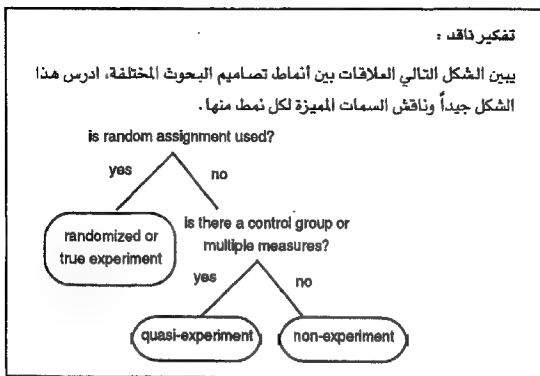 تفكير ناقد :
يبين الشكل التالي العلاقات بين أنماط تصاميم البحوث المختلفة، ادرس هذا
الشكل جيداً وناقش السمات المميزة لكل نمط منها.
is random assignment used?
yes
no
randomized or
true experiment
is there a control group or
multiple measures?
yes
no
quasi-experiment
non-experiment